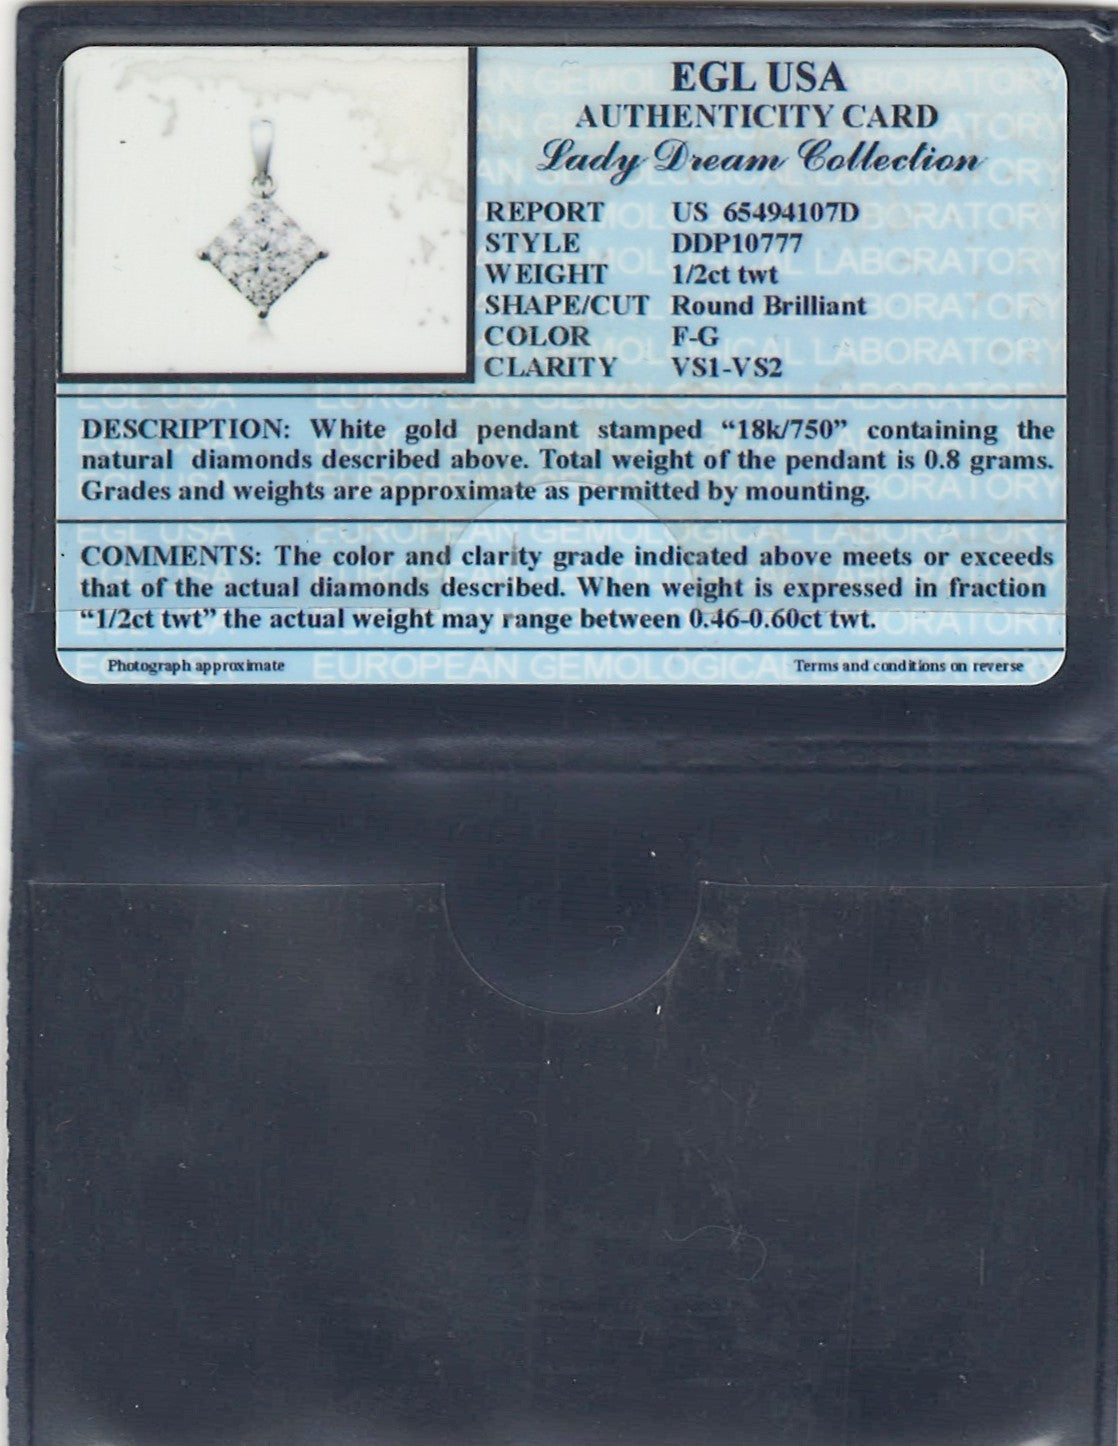 EGL USA
AUTHENTICITY CARD
Lady Dream Collection
REPORT US 65494107D
STYLE DDP10777
WEIGHT 1/2ct twt
SHAPE/CUT Round Brilliant
COLOR F-G
CLARITY VS1-VS2
DESCRIPTION: White gold pendant stamped “18k/750” containing the
natural diamonds described above. Total weight of the pendant is 0.8 grams.
Grades and weights are approximate as permitted by mounting.
COMMENTS: The color and clarity grade indicated above meets or exceeds
that of the actual diamonds described. When weight is expressed in fraction
“1/2ct twt” the actual weight may range between 0.46-0.60ct twt.
Photograph approximate Terms and conditions on reverse
EGL USA EUROPEAN GEMOLOGICAL LABORATORY